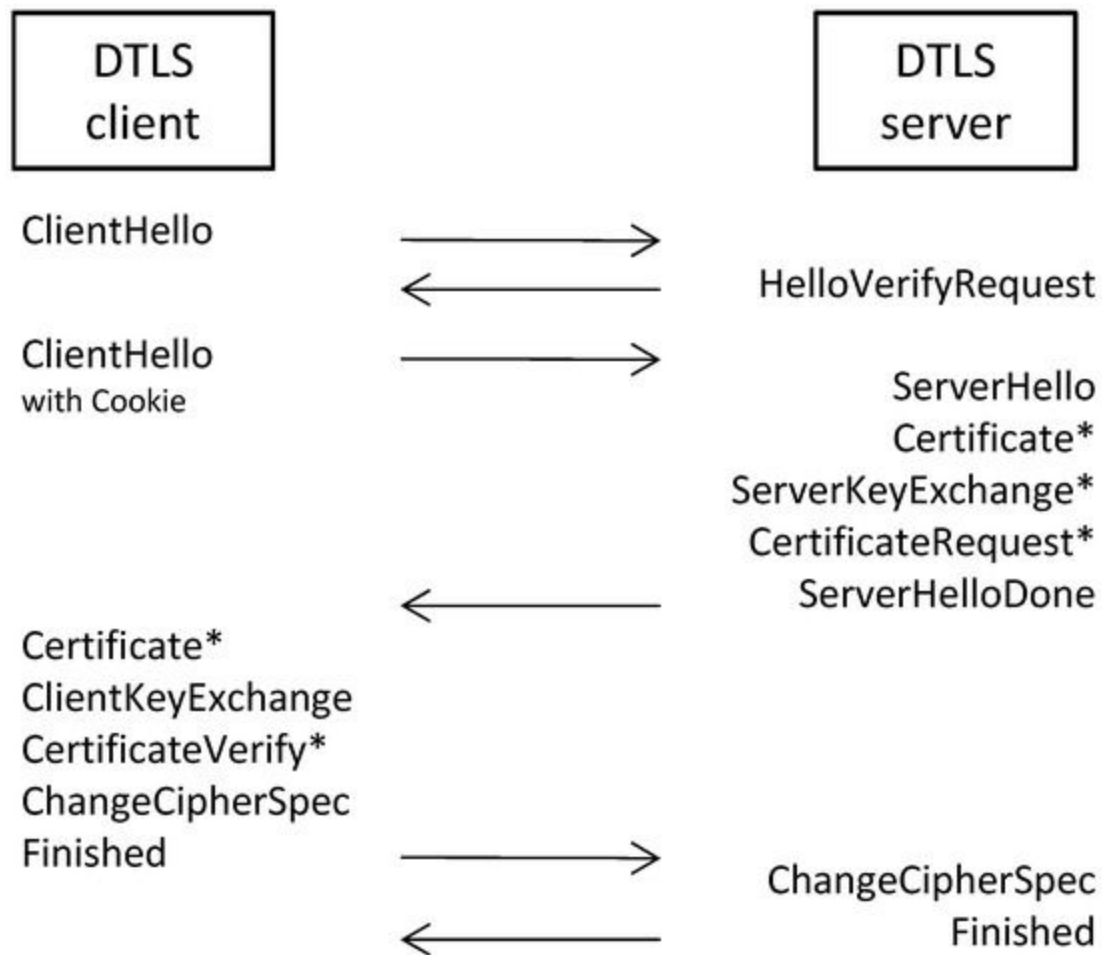 DTLS
client
DTLS
server
ClientHello
HelloVerifyRequest
ClientHello
with Cookie
ServerHello
Certificate*
ServerKeyExchange*
CertificateRequest*
ServerHelloDone
Certificate*
ClientKeyExchange
CertificateVerify*
ChangeCipherSpec
Finished
ChangeCipherSpec
Finished